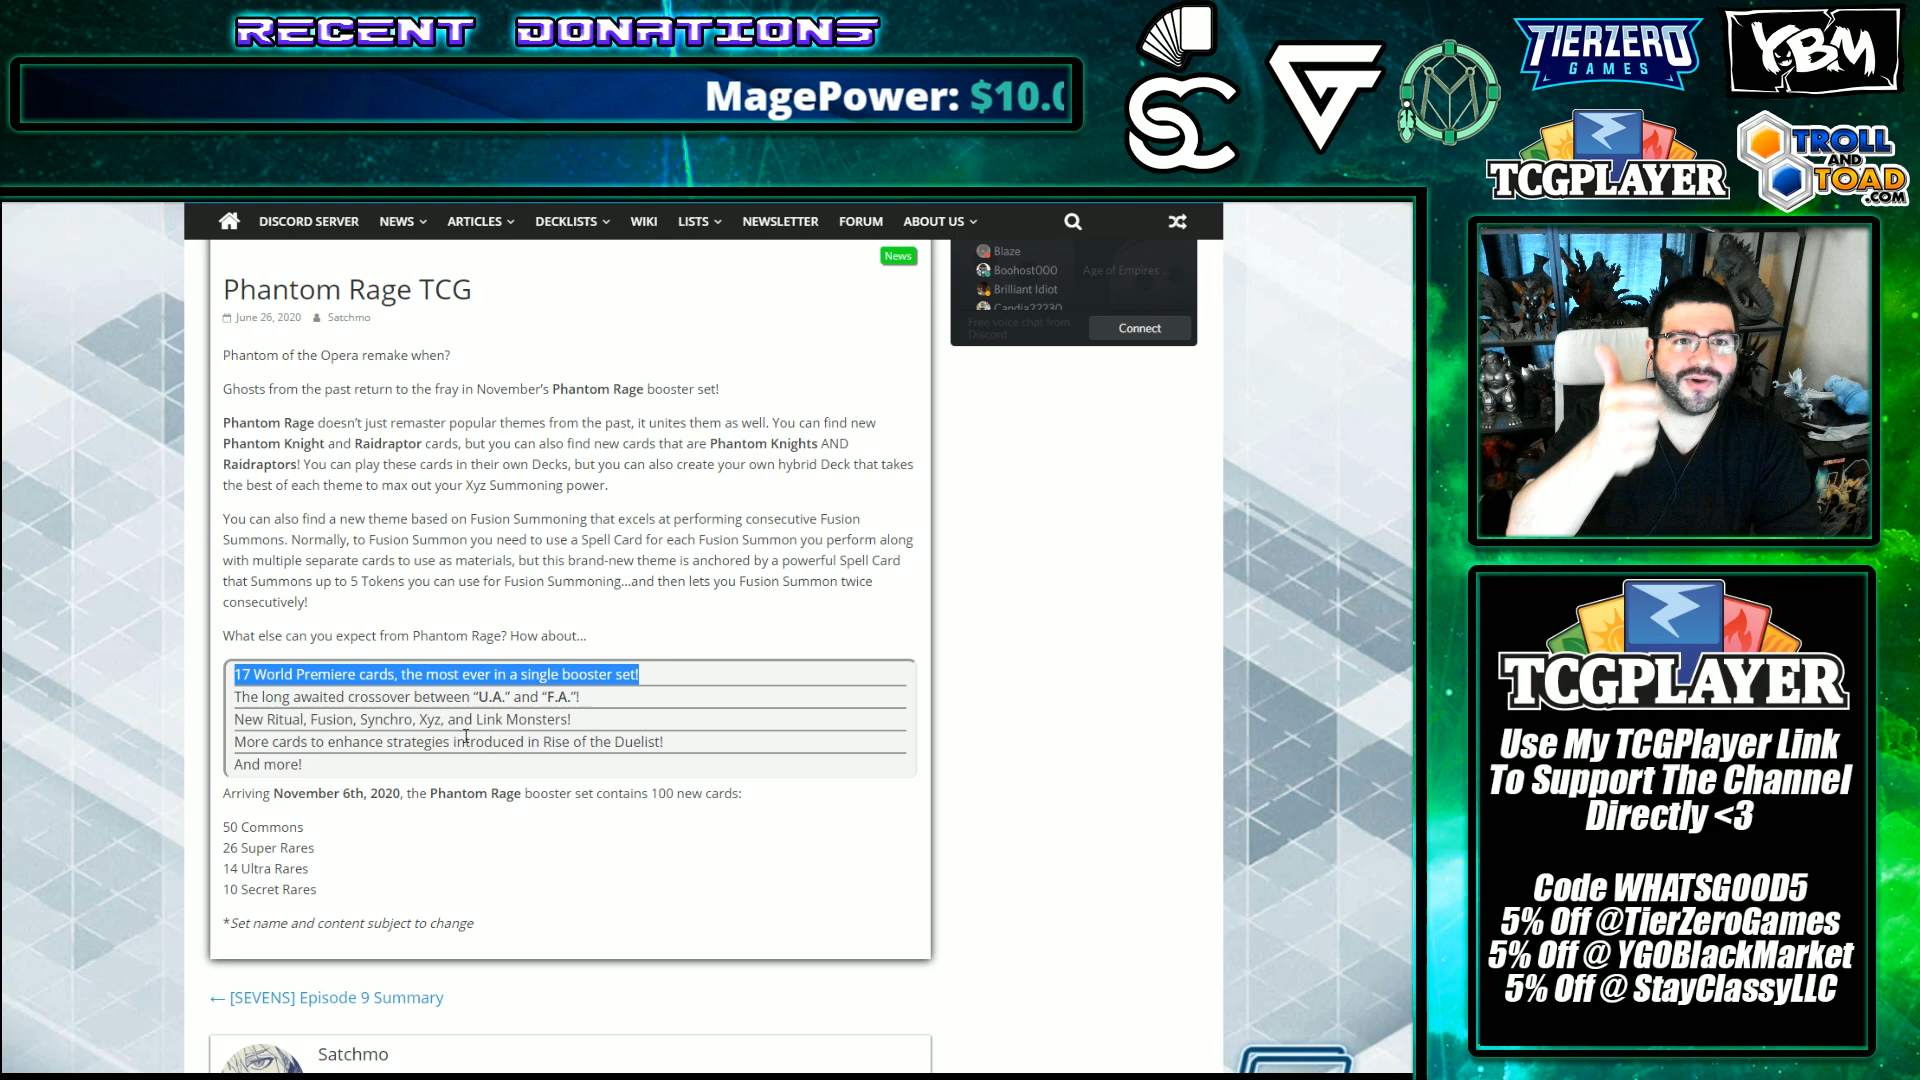 RECENT DONATIONS
MagePower: $10.0
SC
TIERZERO
GAMES
YBM
TCGPLAYER
TROLL
AND
TOAD
.COM
DISCORD SERVER NEWS ARTICLES DECKLISTS WIKI LISTS NEWSLETTER FORUM ABOUT US
News
Phantom Rage TCG
June 26, 2020 Satchmo
Phantom of the Opera remake when?
Ghosts from the past return to the fray in November's Phantom Rage booster set!
Phantom Rage doesn't just remaster popular themes from the past, it unites them as well. You can find new
Phantom Knight and Raidraptor cards, but you can also find new cards that are Phantom Knights AND
Raidraptors! You can play these cards in their own Decks, but you can also create your own hybrid Deck that takes
the best of each theme to max out your Xyz Summoning power.
You can also find a new theme based on Fusion Summoning that excels at performing consecutive Fusion
Summons. Normally, to Fusion Summon you need to use a Spell Card for each Fusion Summon you perform along
with multiple separate cards to use as materials, but this brand-new theme is anchored by a powerful Spell Card
that Summons up to 5 Tokens you can use for Fusion Summoning…and then lets you Fusion Summon twice
consecutively!
What else can you expect from Phantom Rage? How about…
17 World Premiere cards, the most ever in a single booster set!
The long awaited crossover between “U.A.” and “F.A.”!
New Ritual, Fusion, Synchro, Xyz, and Link Monsters!
More cards to enhance strategies introduced in Rise of the Duelist!
And more!
Arriving November 6th, 2020, the Phantom Rage booster set contains 100 new cards:
50 Commons
26 Super Rares
14 Ultra Rares
10 Secret Rares
*Set name and content subject to change
← [SEVENS] Episode 9 Summary
Satchmo
Blaze
Boohost000 Age of Empires ...
Brilliant Idiot
Candia22230
Free voice chat from
Discord
Connect
TCGPLAYER
Use My TCGPlayer Link
To Support The Channel
Directly <3
Code WHATSGOOD5
5% Off @TierZeroGames
5% Off @ YGOBlackMarket
5% Off @ StayClassyLLC